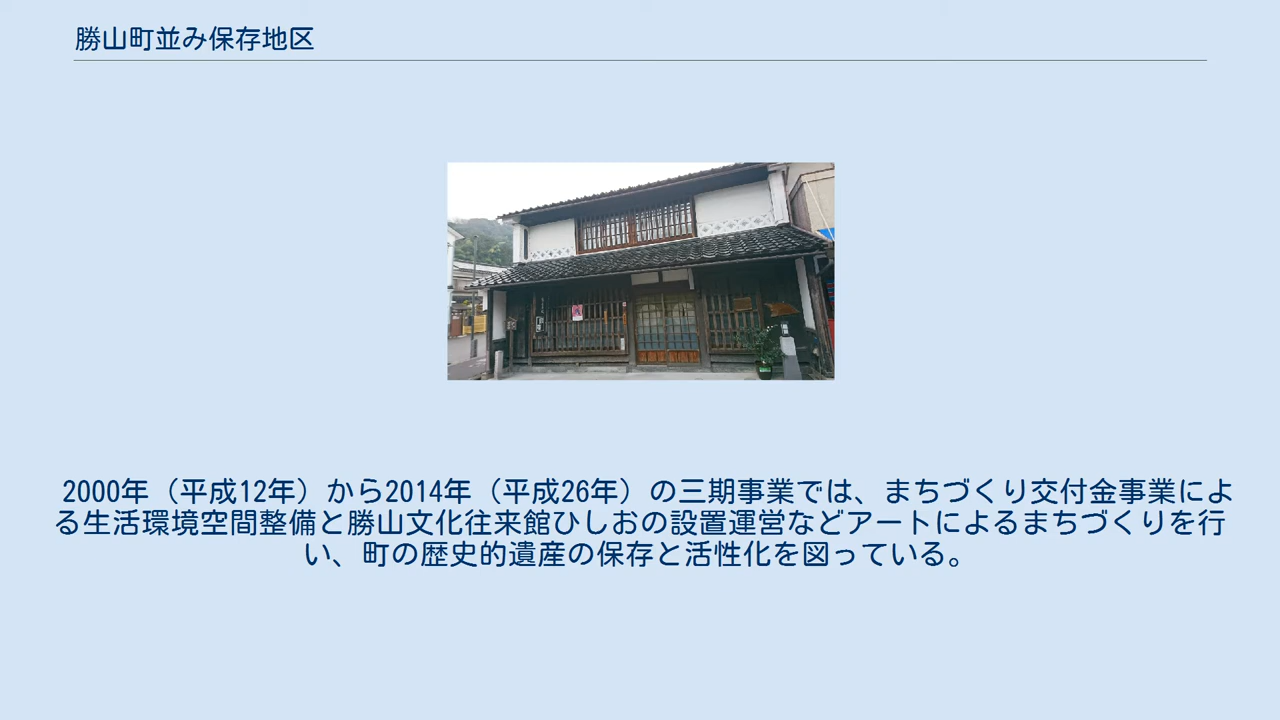 勝山町並み保存地区
2000年（平成12年）から2014年（平成26年）の三期事業では、まちづくり交付金事業によ
る生活環境空間整備と勝山文化往来館ひしおの設置運営などアートによるまちづくりを行
い、町の歴史的遺産の保存と活性化を図っている。